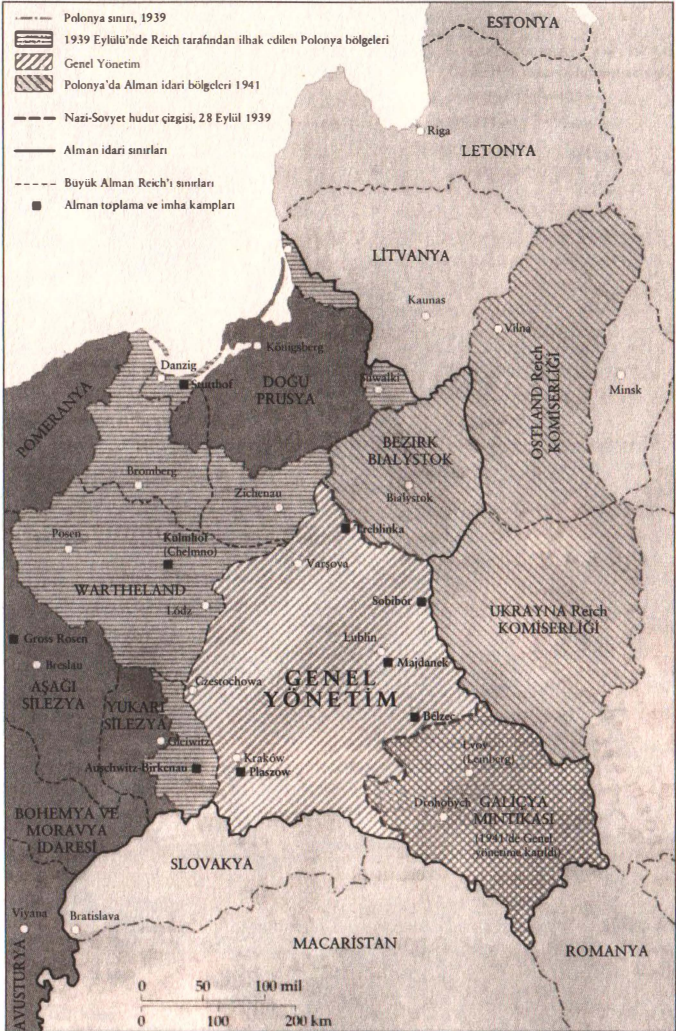 Polonya sınırı, 1939
1939 Eylülü'nde Reich tarafından ilhak edilen Polonya bölgeleri
Genel Yönetim
Polonya'da Alman idari bölgeleri 1941
Nazi-Sovyet hudut çizgisi, 28 Eylül 1939
Alman idari sınırları
Büyük Alman Reich'ı sınırları
Alman toplama ve imha kampları
ESTONYA
Riga
LETONYA
LİTVANYA
Kaunas
Vilna
Minsk
OSTLAND Reich
KOMİSERLİĞİ
Königsberg
Danzig
Stutthof
DOĞU
PRUSYA
Suwalki
POMERANYA
BEZIRK
BIALYSTOK
Bialystok
Bromberg
Zichenau
Posen
Kulmhof
(Chelmno)
Treblinka
Varşova
WARTHELAND
Lódz
Sobibor
UKRAYNA Reich
KOMİSERLİĞİ
Gross Rosen
Breslau
AŞAĞI
SİLEZYA
Lublin
Majdanek
Czestochowa
GENEL
YÖNETİM
YUKARI
SİLEZYA
Gleiwitz
Belzec
Auschwitz-Birkenau
Kraków
Plaszow
Lvov
(Lemberg)
Drohobych
GALİÇYA
MINTIKASI
(1941'de Genel
yönetime katıldı)
BOHEMYA VE
MORAVYA
İDARESİ
SLOVAKYA
Viyana
Bratislava
MACARİSTAN
ROMANYA
AVUSTURYA
0 50 100 mil
0 100 200 km